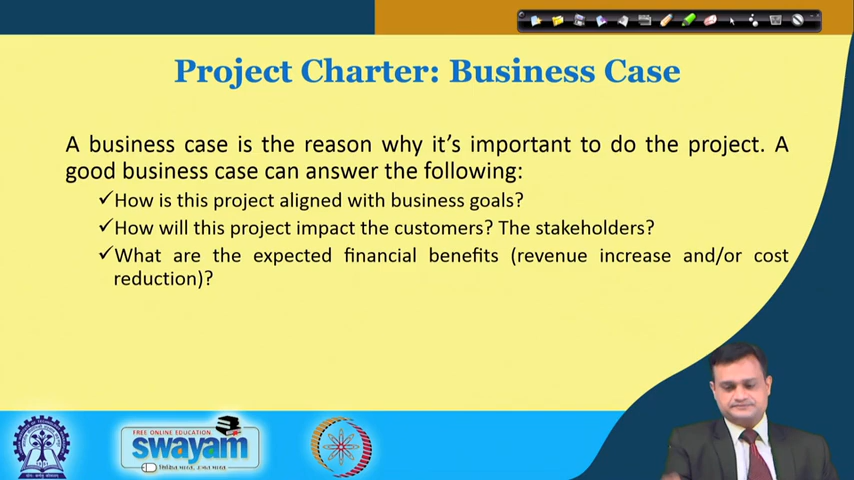 Project Charter: Business Case
A business case is the reason why it's important to do the project. A
good business case can answer the following:
✓How is this project aligned with business goals?
✓How will this project impact the customers? The stakeholders?
✓What are the expected financial benefits (revenue increase and/or cost
reduction)?
FREE ONLINE EDUCATION
swayam